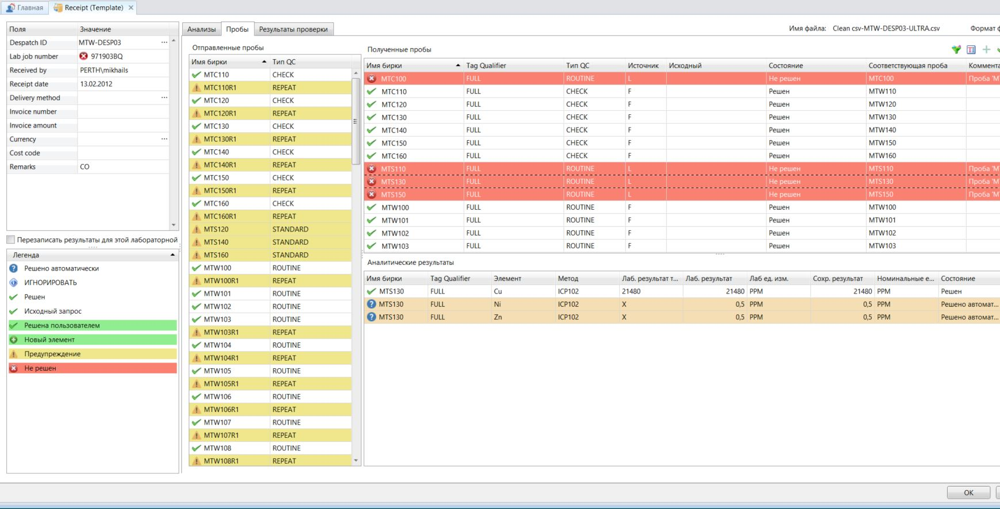 Главная
Receipt (Template)
Поля Значение
Despatch ID MTW-DESP03 ...
Lab job number 971903BQ
Received by PERTH\mikhails
Receipt date 13.02.2012
Delivery method ...
Invoice number
Invoice amount
Currency ...
Cost code
Remarks CO
Перезаписать результаты для этой лабораторной
Легенда
Решено автоматически
ИГНОРИРОВАТЬ
Решен
Исходный запрос
Решена пользователем
Новый элемент
Предупреждение
Не решен
Анализы Пробы Результаты проверки
Имя файла: Clean csv-MTW-DESP03-ULTRA.csv Формат
Отправленные пробы
Имя бирки Тип QC
MTC110 CHECK
MTC110R1 REPEAT
MTC120 CHECK
MTC120R1 REPEAT
MTC130 CHECK
MTC130R1 REPEAT
MTC140 CHECK
MTC140R1 REPEAT
MTC150 CHECK
MTC150R1 REPEAT
MTC160 CHECK
MTC160R1 REPEAT
MTS120 STANDARD
MTS140 STANDARD
MTS160 STANDARD
MTW100 ROUTINE
MTW100R1 REPEAT
MTW101 ROUTINE
MTW102 ROUTINE
MTW103 ROUTINE
MTW103R1 REPEAT
MTW104 ROUTINE
MTW104R1 REPEAT
MTW105 ROUTINE
MTW105R1 REPEAT
MTW106 ROUTINE
MTW106R1 REPEAT
MTW107 ROUTINE
MTW107R1 REPEAT
MTW108 ROUTINE
MTW108R1 REPEAT
Полученные пробы
Имя бирки Tag Qualifier Тип QC Источник Исходный Состояние Соответствующая проба Коммента
MTC100 FULL ROUTINE L Не решен MTC100 Проба 'M
MTC110 FULL CHECK F Решен MTW110
MTC120 FULL CHECK F Решен MTW120
MTC130 FULL CHECK F Решен MTW130
MTC140 FULL CHECK F Решен MTW140
MTC150 FULL CHECK F Решен MTW150
MTC160 FULL CHECK F Решен MTW160
MTS110 FULL ROUTINE L Не решен MTS110 Проба 'M
MTS130 FULL ROUTINE L Не решен MTS130 Проба 'M
MTS150 FULL ROUTINE L Не решен MTS150 Проба 'M
MTW100 FULL ROUTINE F Решен MTW100
MTW101 FULL ROUTINE F Решен MTW101
MTW102 FULL ROUTINE F Решен MTW102
MTW103 FULL ROUTINE F Решен MTW103
Аналитические результаты
Имя бирки Tag Qualifier Элемент Метод Лаб. результат т... Лаб. результат Лаб ед. изм. Сохр. результат Номинальные е... Состояние
MTS130 FULL Cu ICP102 21480 21480 PPM 21480 PPM Решен
MTS130 FULL Ni ICP102 X 0,5 PPM 0,5 PPM Решено автомат...
MTS130 FULL Zn ICP102 X 0,5 PPM 0,5 PPM Решено автомат...
OK